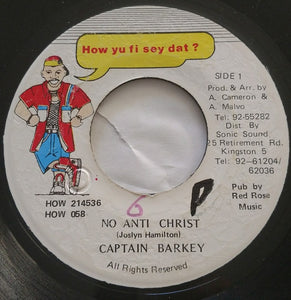 How yu fi sey dat ?
SIDE 1
Prod. & Arr. by
A. Cameron &
A. Malvo
Tel: 92-55282
Dist By
Sonic Sound
25 Retirement Rd.
Kingston 5
Tel: 92-61204/
62036
Pub by
Red Rose
Music
HOW 214536
HOW 058
6
P
NO ANTI CHRIST
(Joslyn Hamilton)
CAPTAIN BARKEY
All Rights Reserved